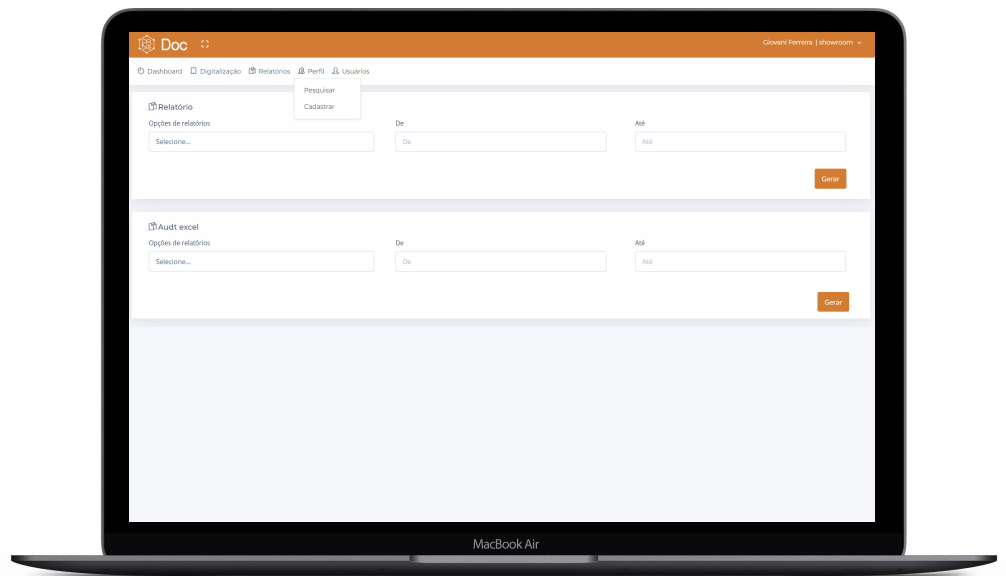 Doc
Giovani Ferreira | showroom
Dashboard Digitalização Relatórios Perfil Usuários
Pesquisar
Cadastrar
Relatório
Opções de relatórios De Até
Selecione... De Até
Gerar
Audt excel
Opções de relatórios De Até
Selecione... De Até
Gerar
MacBook Air